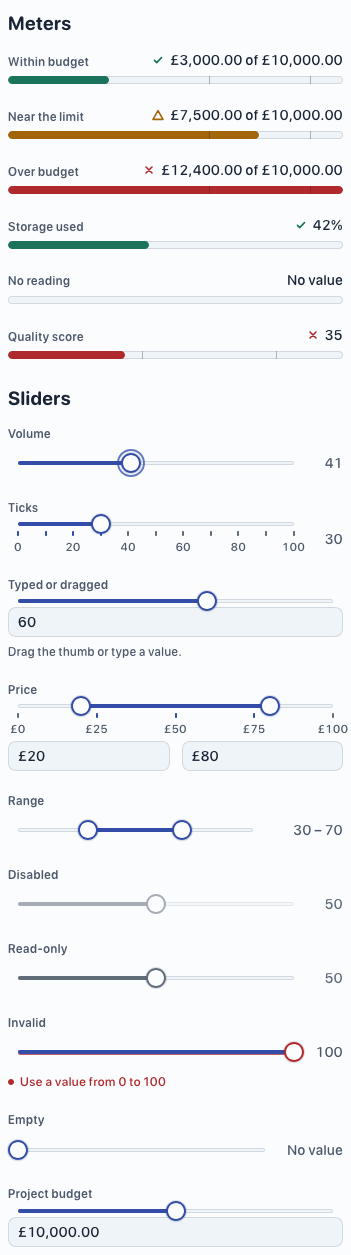 Meters
Within budget £3,000.00 of £10,000.00
Near the limit £7,500.00 of £10,000.00
Over budget £12,400.00 of £10,000.00
Storage used 42%
No reading No value
Quality score 35
Sliders
Volume
41
Ticks
30
0 20 40 60 80 100
Typed or dragged
60
Drag the thumb or type a value.
Price
£0 £25 £50 £75 £100
£20 £80
Range
30 – 70
Disabled
50
Read-only
50
Invalid
100
Use a value from 0 to 100
Empty
No value
Project budget
£10,000.00